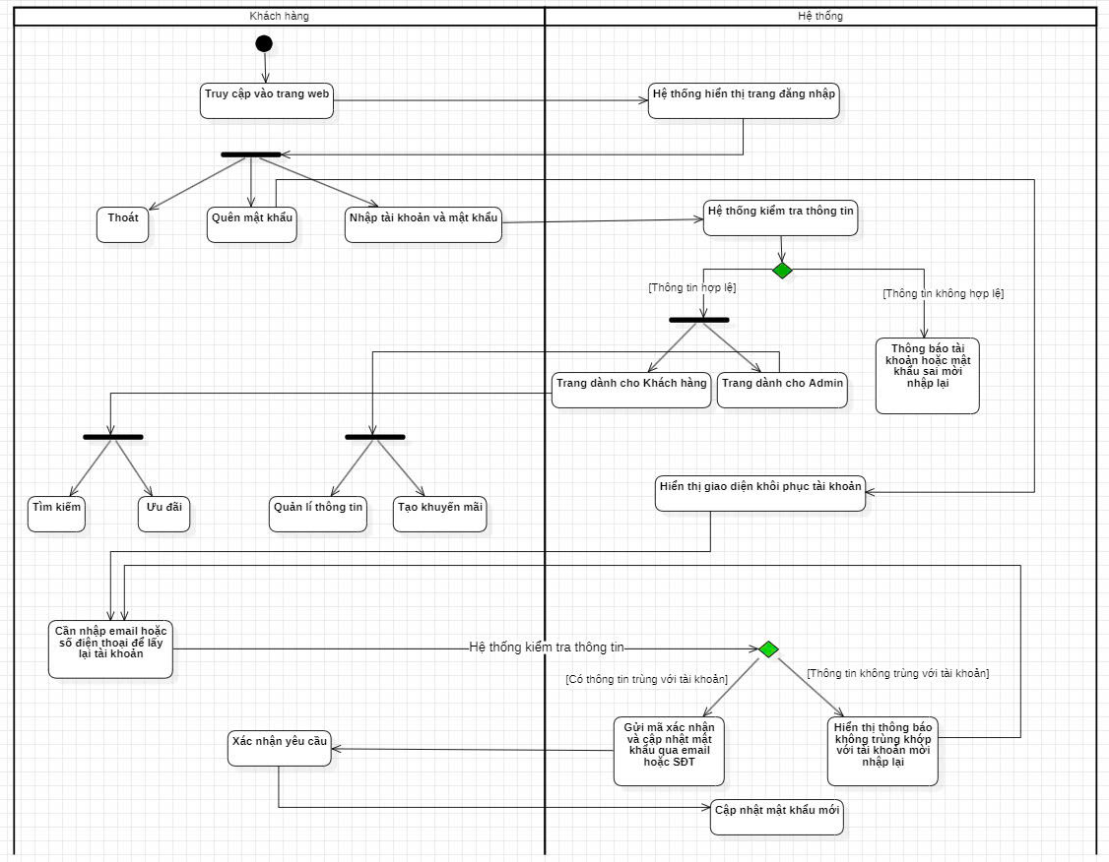 Khách hàng
Hệ thống
Truy cập vào trang web
Hệ thống hiển thị trang đăng nhập
Thoát
Quên mật khẩu
Nhập tài khoản và mật khẩu
Hệ thống kiểm tra thông tin
[Thông tin hợp lệ]
[Thông tin không hợp lệ]
Thông báo tài
khoản hoặc mật
khẩu sai mời
nhập lại
Trang dành cho Khách hàng
Trang dành cho Admin
Tìm kiếm
Ưu đãi
Quản lí thông tin
Tạo khuyến mãi
Hiển thị giao diện khôi phục tài khoản
Cần nhập email hoặc
số điện thoại để lấy
lại tài khoản
Hệ thống kiểm tra thông tin
[Có thông tin trùng với tài khoản]
[Thông tin không trùng với tài khoản]
Gửi mã xác nhận
và cập nhật mật
khẩu qua email
hoặc SĐT
Hiển thị thông báo
không trùng khớp
với tài khoản mời
nhập lại
Xác nhận yêu cầu
Cập nhật mật khẩu mới